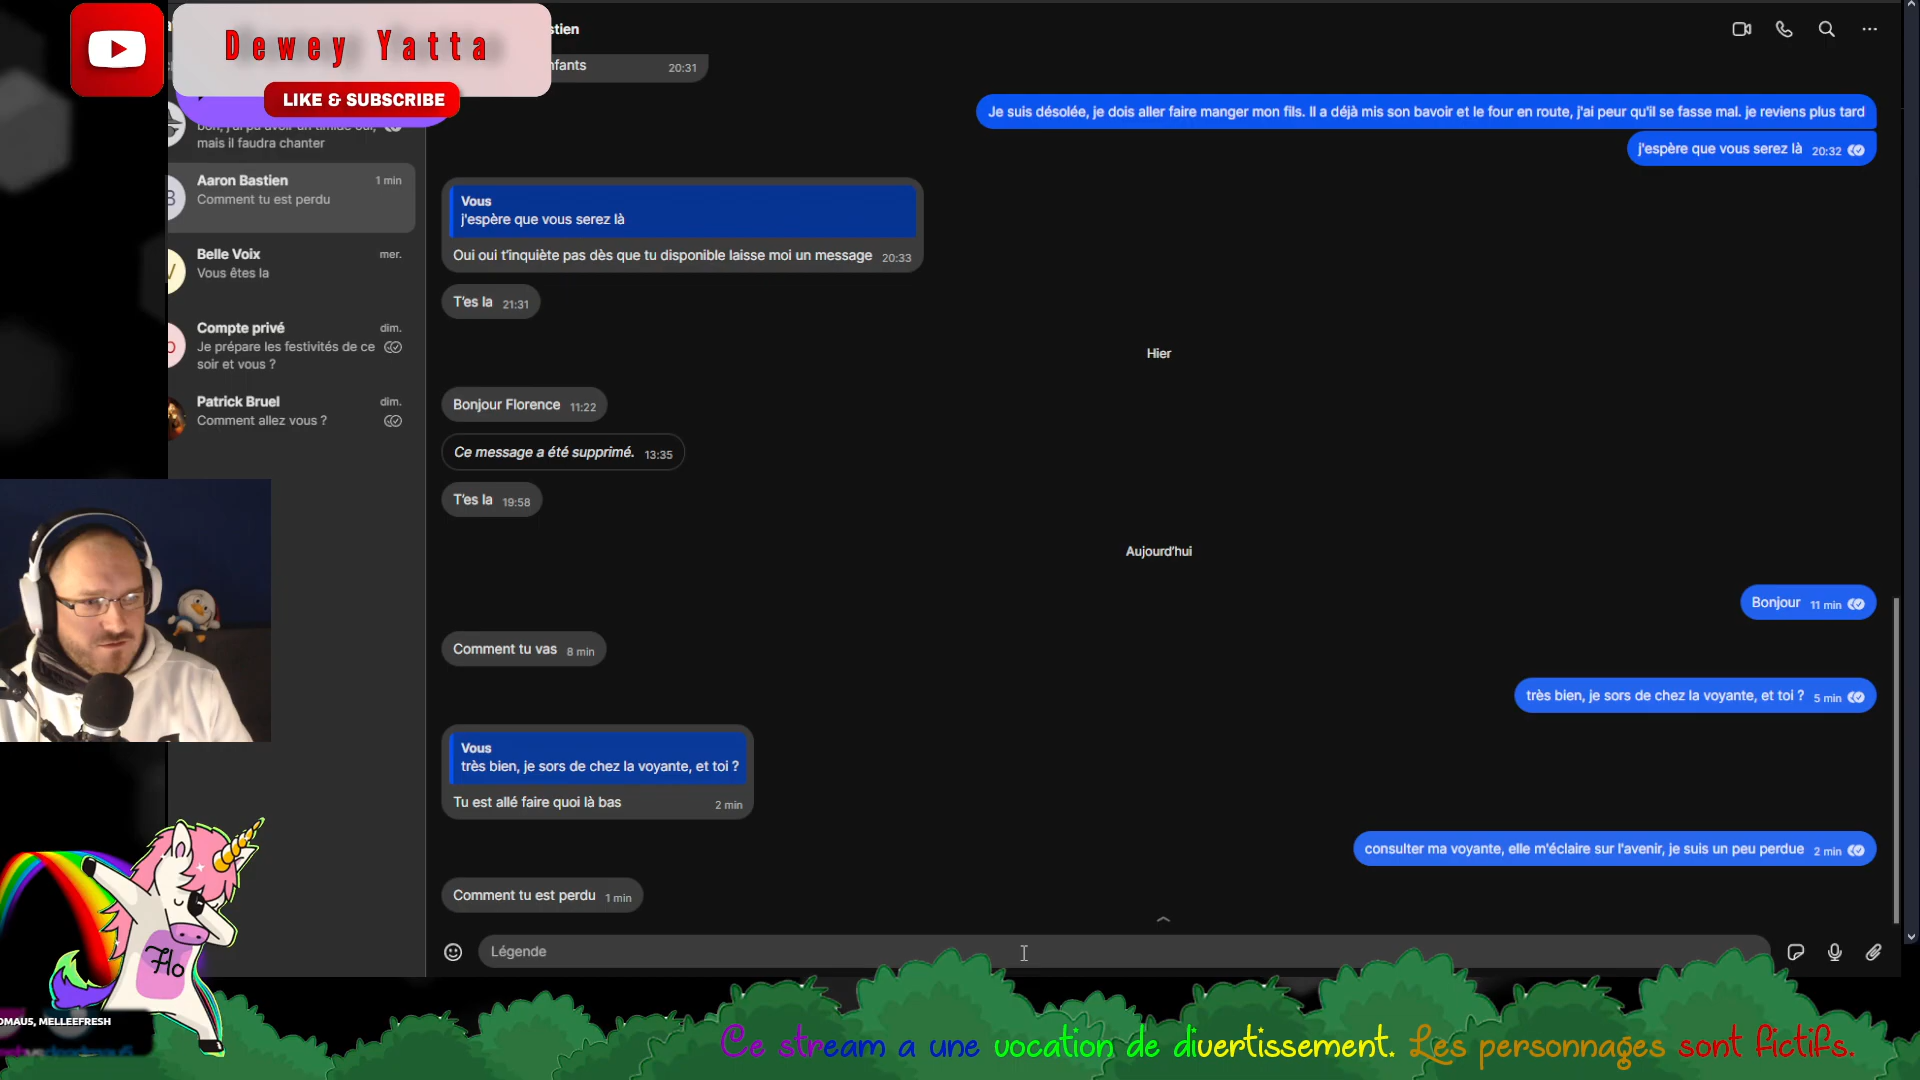 Dewey Yatta
LIKE & SUBSCRIBE
mais il faudra chanter
Aaron Bastien
1 min
Comment tu est perdu
Belle Voix
mer.
Vous êtes la
Compte privé
dim.
Je prépare les festivités de ce
soir et vous ?
Patrick Bruel
dim.
Comment allez vous ?
stien
nfants
20:31
Je suis désolée, je dois aller faire manger mon fils. Il a déjà mis son bavoir et le four en route, j'ai peur qu'il se fasse mal. je reviens plus tard
j'espère que vous serez là 20:32
Vous
j'espère que vous serez là
Oui oui t'inquiète pas dès que tu disponible laisse moi un message 20:33
T'es la 21:31
Hier
Bonjour Florence 11:22
Ce message a été supprimé. 13:35
T'es la 19:58
Aujourd'hui
Bonjour 11 min
Comment tu vas 8 min
très bien, je sors de chez la voyante, et toi ? 5 min
Vous
très bien, je sors de chez la voyante, et toi ?
Tu est allé faire quoi là bas 2 min
consulter ma voyante, elle m'éclaire sur l'avenir, je suis un peu perdue 2 min
Comment tu est perdu 1 min
Légende
Flo
OMAU5, MELLEEFRESH
Ce stream a une vocation de divertissement. Les personnages sont fictifs.